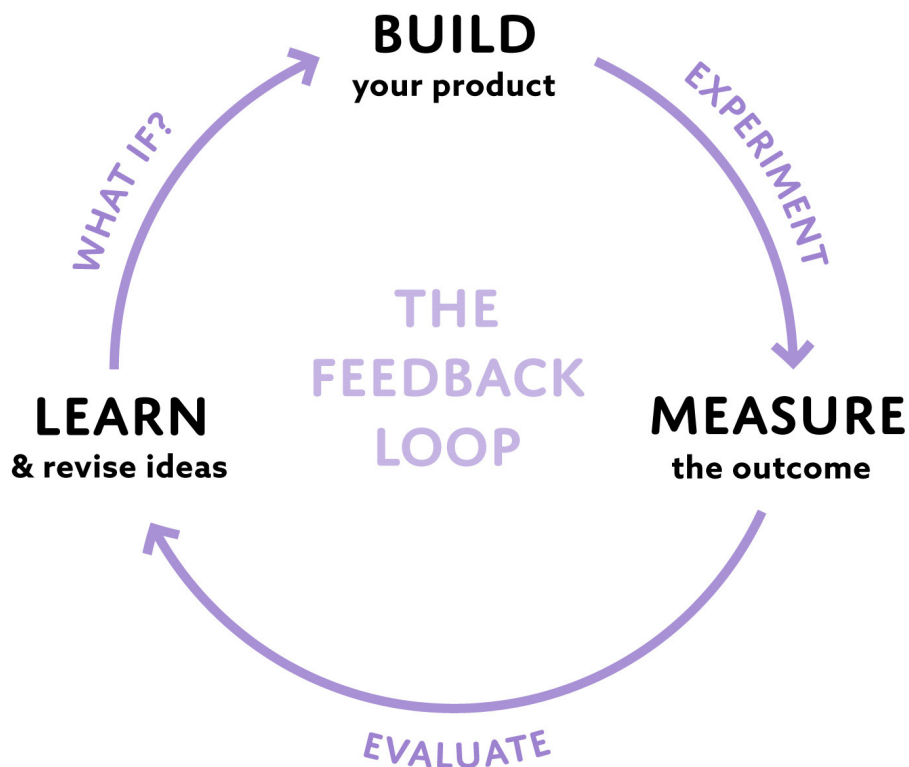 BUILD
your product
EXPERIMENT
WHAT IF?
THE
FEEDBACK
LOOP
LEARN
& revise ideas
MEASURE
the outcome
EVALUATE